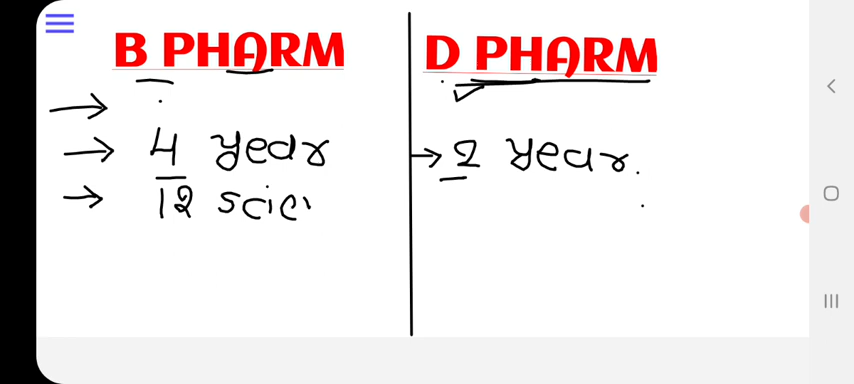 B PHARM
D PHARM
→
→ 4 year
→ 2 year.
→ 12 scie